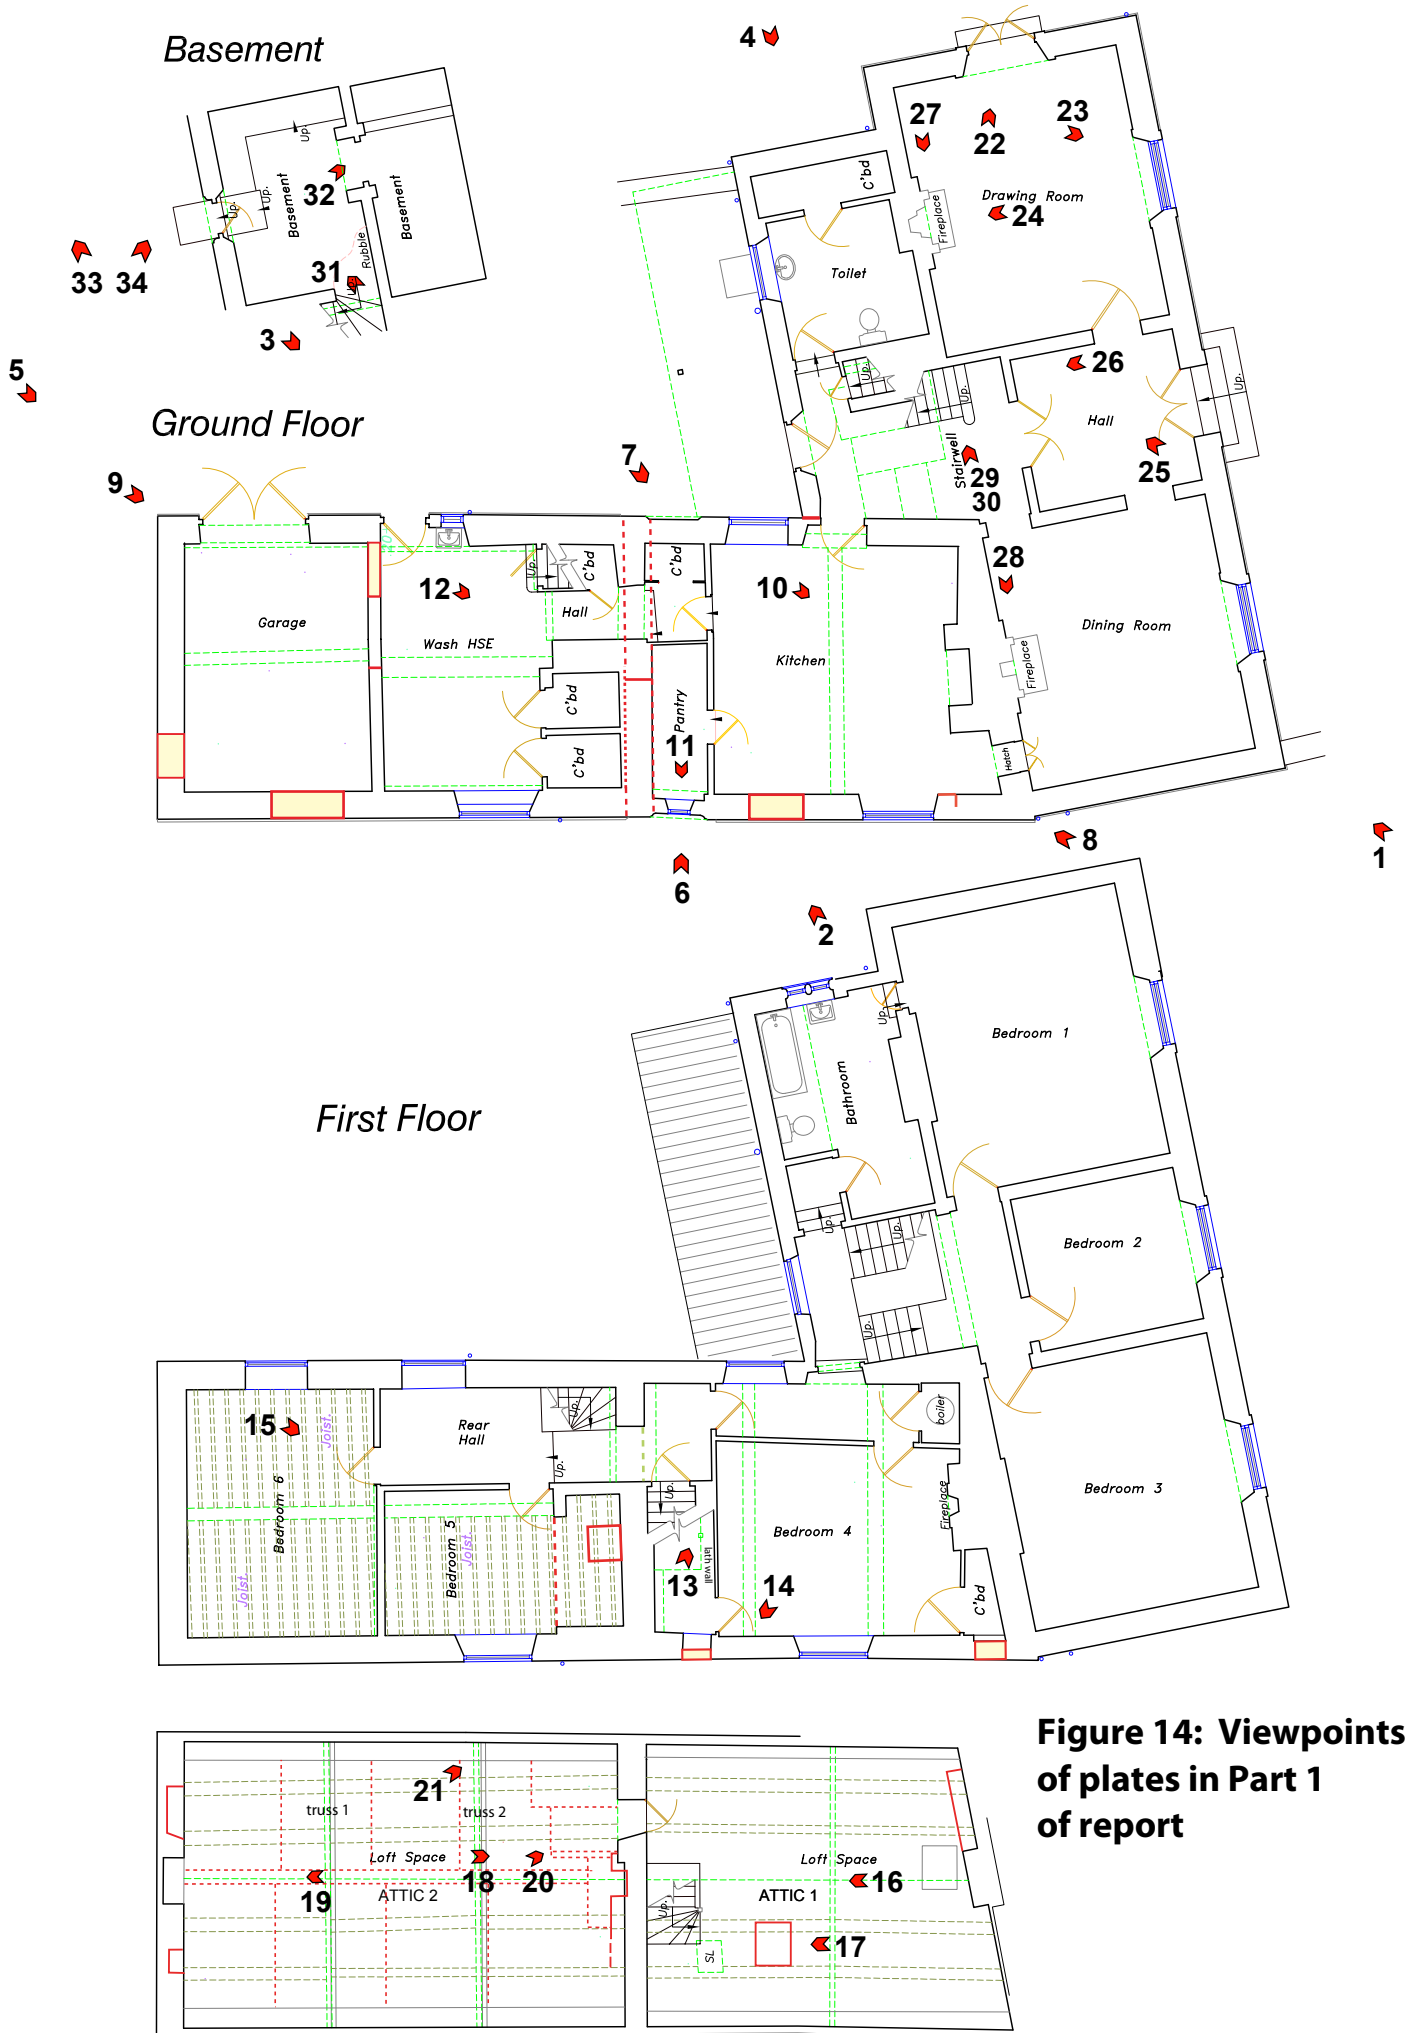 Basement
4
27
22
23
Up.
C'bd
32
Up.
Up.
Basement
Basement
Drawing Room
24
Fireplace
33
34
31
Rubble
Up.
Toilet
3
26
5
Up.
Up.
Up.
Ground Floor
Hall
7
Stairwell
25
9
29
30
28
Up.
C'bd
C'bd
12
10
Garage
Hall
Wash HSE
Kitchen
Dining Room
Fireplace
Pantry
C'bd
C'bd
11
Hatch
8
1
6
2
Up.
Bedroom 1
First Floor
Bathroom
Up.
Up.
Bedroom 2
Up.
15
Joist.
Rear
Hall
Up.
boiler
Up.
Up.
Bedroom 6
Bedroom 5
Joist.
Joist.
Bedroom 4
Fireplace
Bedroom 3
lath wall
13
14
C'bd
Figure 14: Viewpoints
of plates in Part 1
of report
21
truss 1
truss 2
Loft Space
18
20
19
ATTIC 2
Loft Space
ATTIC 1
16
Up.
17
SL